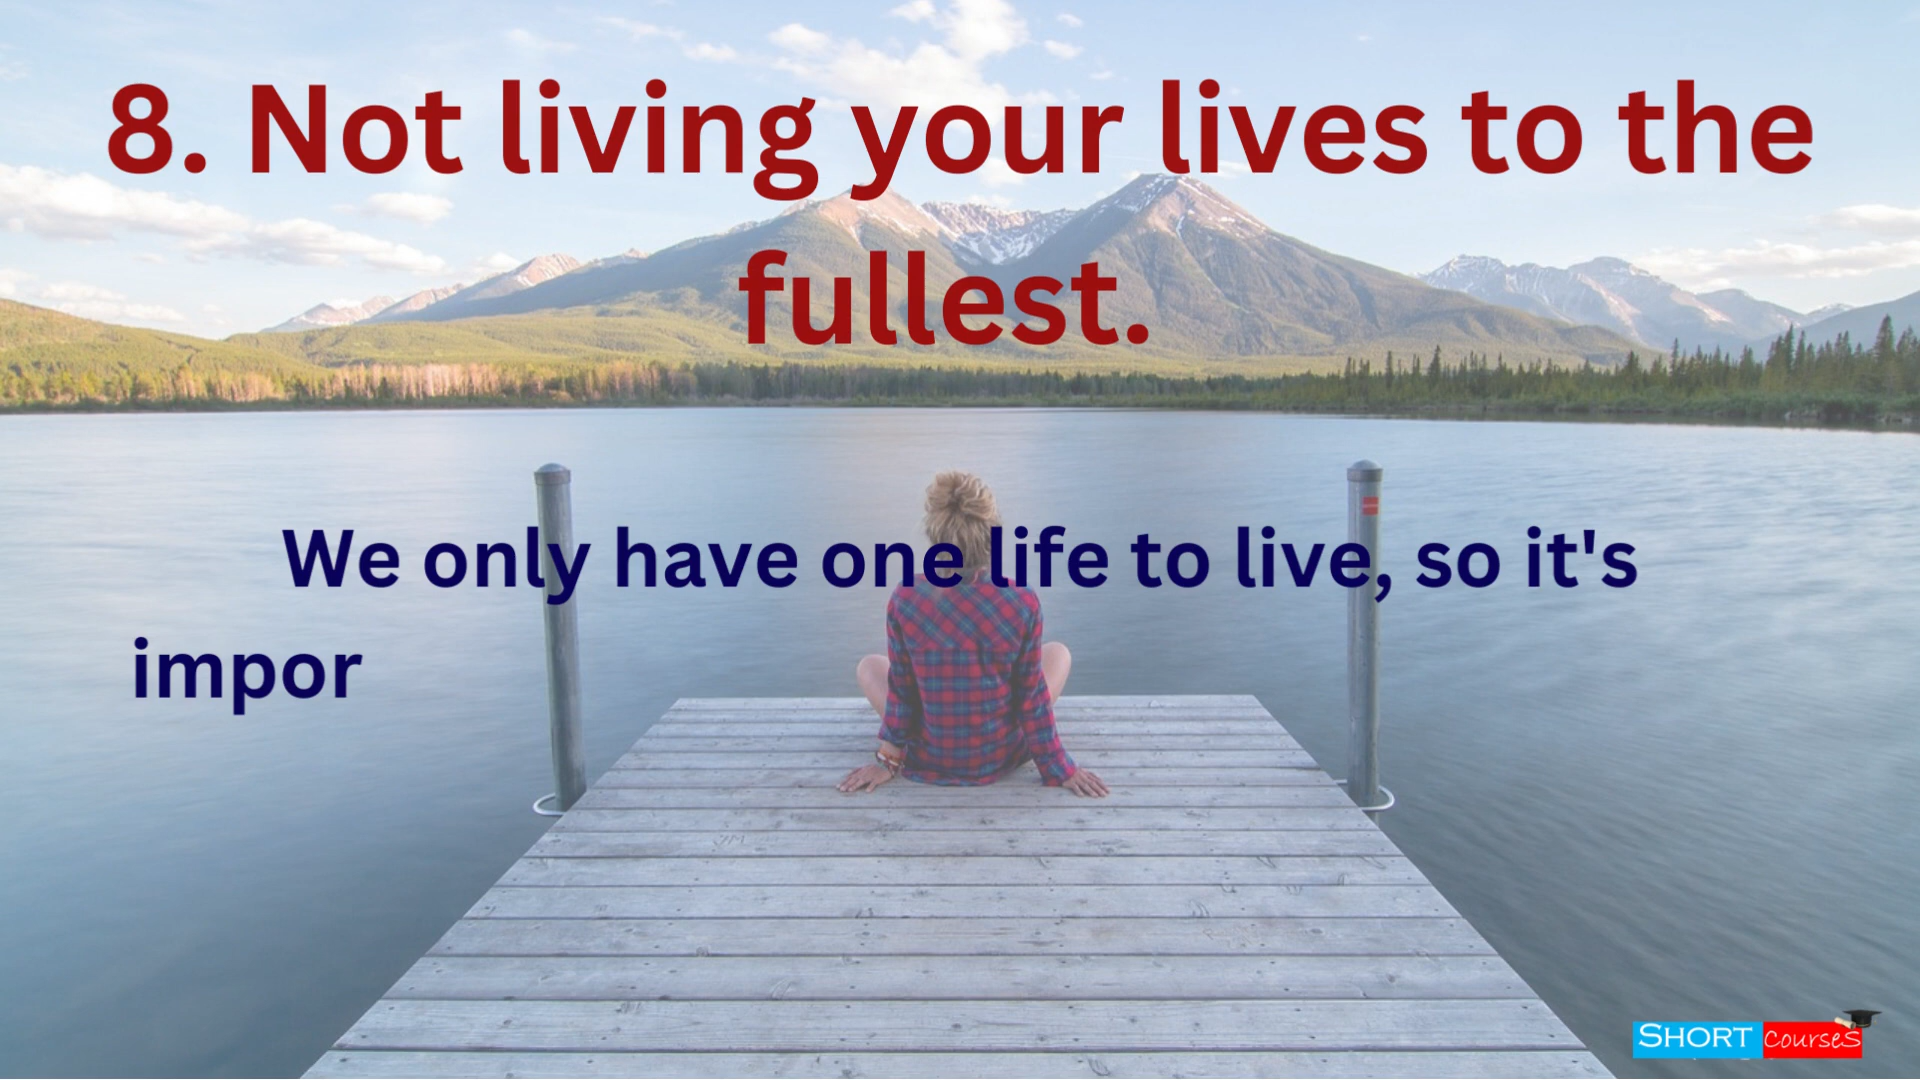 8. Not living your lives to the
fullest.
We only have one life to live, so it's
impor
SHORT CourseS